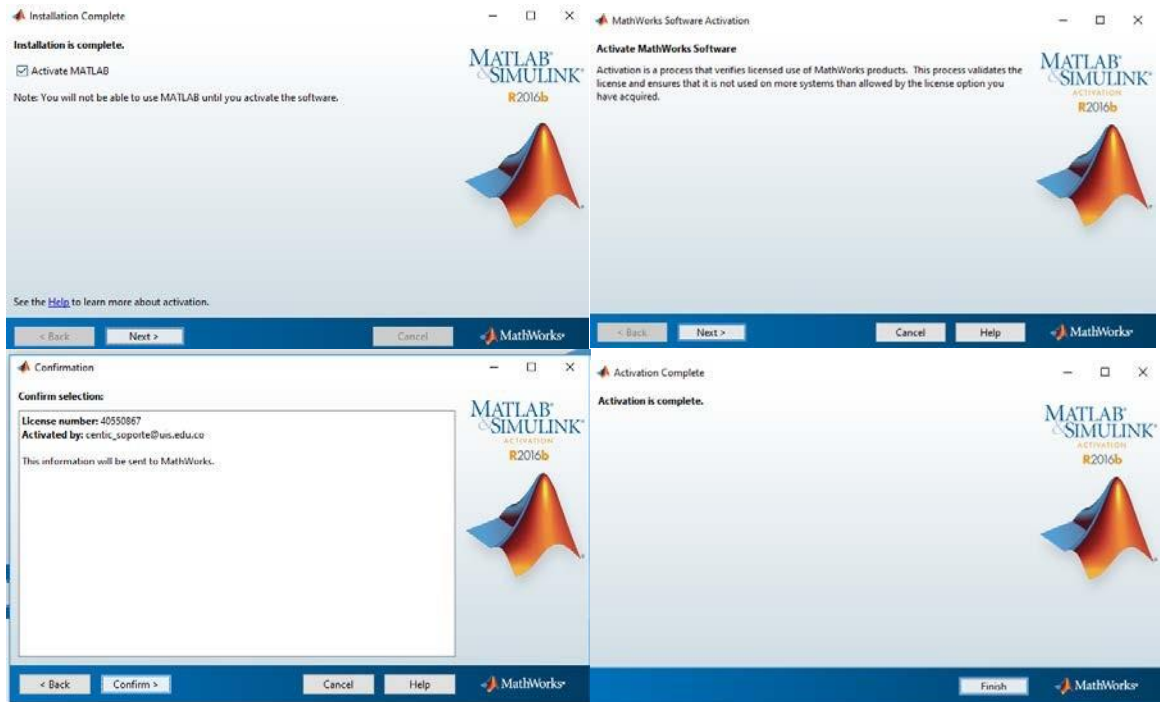 Installation Complete
Installation is complete.
Activate MATLAB
Note: You will not be able to use MATLAB until you activate the software.
MATLAB®
&SIMULINK®
R2016b
See the Help to learn more about activation.
< Back
Next >
Cancel
MathWorks®
MathWorks Software Activation
Activate MathWorks Software
Activation is a process that verifies licensed use of MathWorks products. This process validates the
license and ensures that it is not used on more systems than allowed by the license option you
have acquired.
MATLAB®
&SIMULINK®
ACTIVATION
R2016b
< Back
Next >
Cancel
Help
MathWorks®
Confirmation
Confirm selection:
License number: 40550867
Activated by: centic_soporte@uis.edu.co
This information will be sent to MathWorks.
MATLAB®
&SIMULINK®
ACTIVATION
R2016b
< Back
Confirm >
Cancel
Help
MathWorks®
Activation Complete
Activation is complete.
MATLAB®
&SIMULINK®
ACTIVATION
R2016b
Finish
MathWorks®